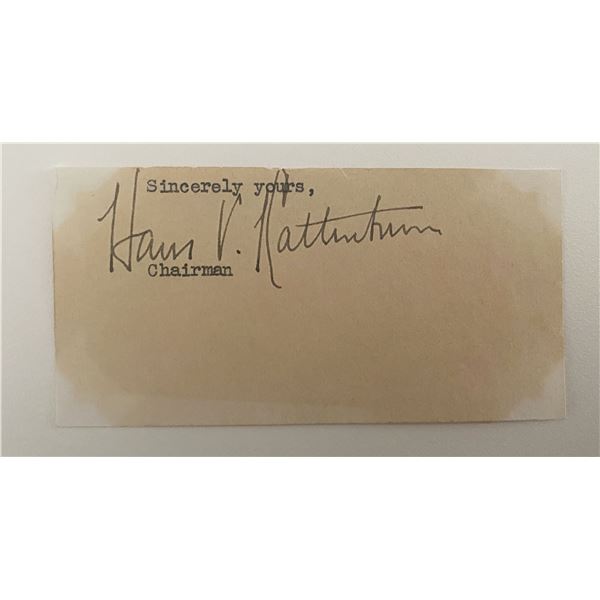 Sincerely yours,
Hans V. Kaltenborn
Chairman